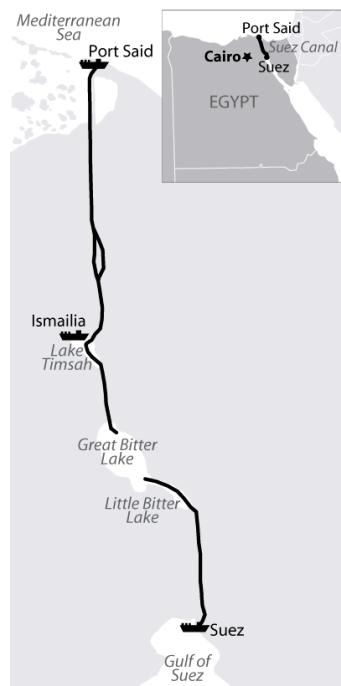 Mediterranean
Sea
Port Said
Port Said
Suez Canal
Cairo
Suez
EGYPT
Ismailia
Lake
Timsah
Great Bitter
Lake
Little Bitter
Lake
Suez
Gulf of
Suez